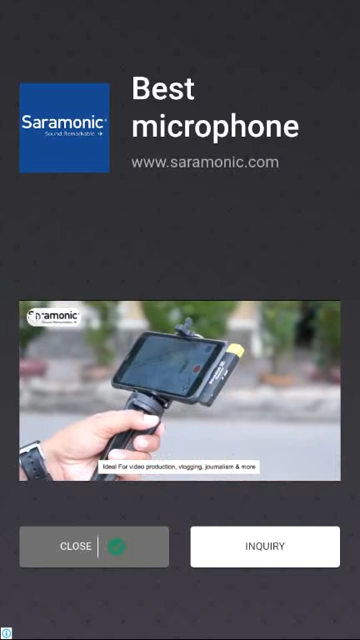 Best
microphone
Saramonic
Sound. Remarkable.
www.saramonic.com
Saramonic
Ideal For video production, vlogging, journalism & more
CLOSE
INQUIRY